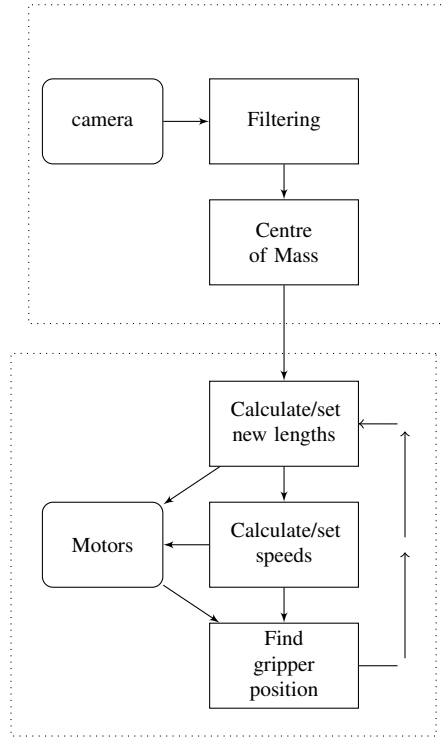 camera
Filtering
Centre
of Mass
Calculate/set
new lengths
Motors
Calculate/set
speeds
Find
gripper
position